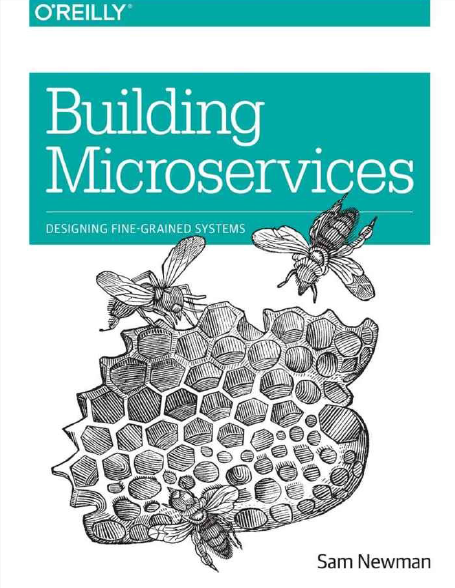 O'REILLY®
Building
Microservices
DESIGNING FINE-GRAINED SYSTEMS
Sam Newman